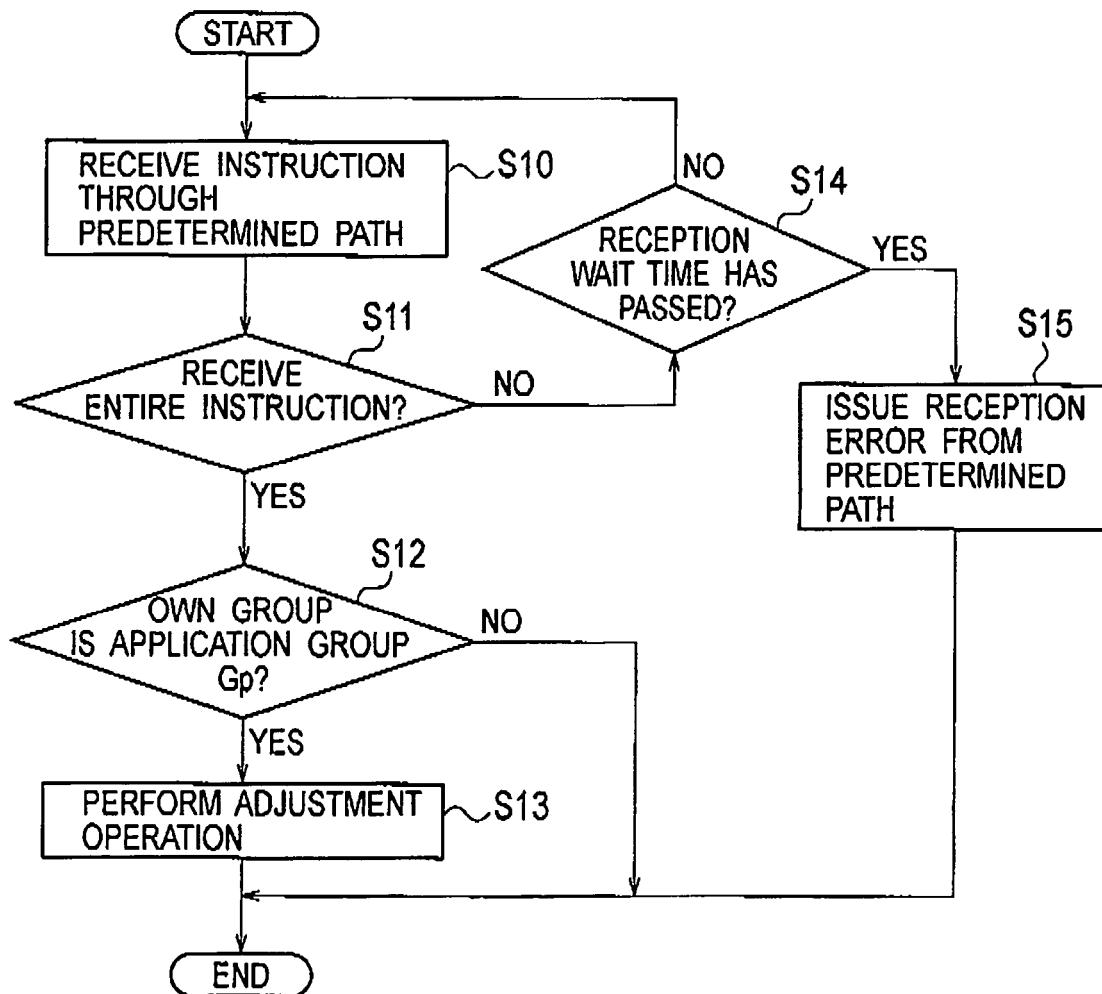 START
RECEIVE INSTRUCTION
THROUGH
PREDETERMINED PATH
S10
NO
S14
RECEPTION
WAIT TIME HAS
PASSED?
YES
S11
RECEIVE
ENTIRE INSTRUCTION?
NO
YES
S15
ISSUE RECEPTION
ERROR FROM
PREDETERMINED
PATH
S12
OWN GROUP
IS APPLICATION GROUP
Gp?
NO
YES
PERFORM ADJUSTMENT
OPERATION
S13
END